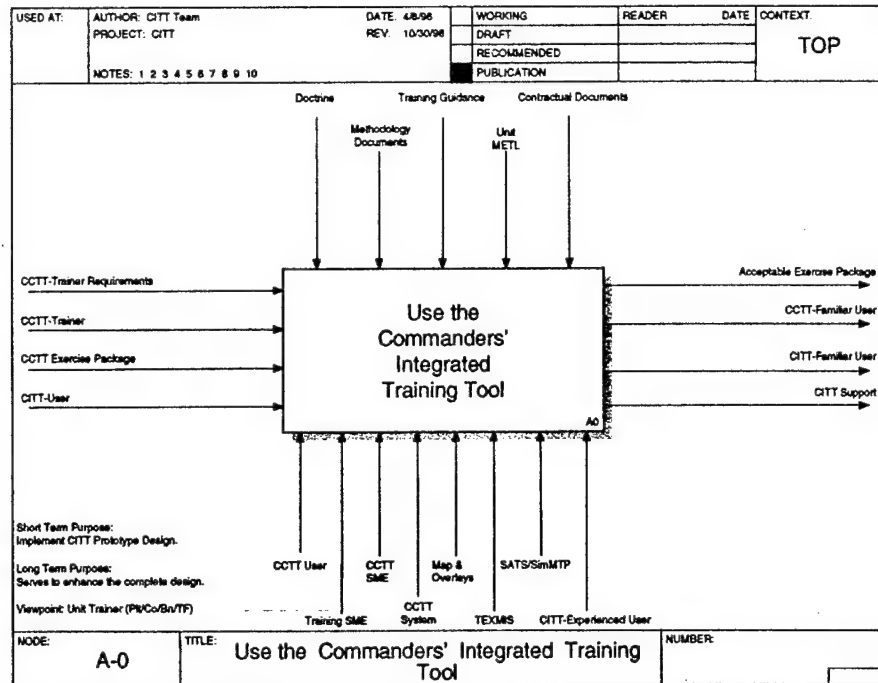 USED AT:
AUTHOR: CITT Team
DATE: 4/8/96
WORKING
READER
DATE
CONTEXT:
PROJECT: CITT
REV: 10/30/96
DRAFT
TOP
RECOMMENDED
NOTES: 1 2 3 4 5 6 7 8 9 10
PUBLICATION
Doctrine
Training Guidance
Contractual Documents
Methodology
Documents
Unit
METL
CCTT-Trainer Requirements
CCTT-Trainer
CCTT Exercise Package
CITT-User
Use the
Commanders'
Integrated
Training Tool
A0
Acceptable Exercise Package
CCTT-Familiar User
CITT-Familiar User
CITT Support
Short Term Purpose:
Implement CITT Prototype Design.
Long Term Purpose:
Serves to enhance the complete design.
Viewpoint: Unit Trainer (Plt/Co/Bn/TF)
CCTT User
CCTT
SME
Map &
Overlays
SATS/SimMTP
Training SME
CCTT
System
TEXMIS
CITT-Experienced User
NODE:
A-0
TITLE:
Use the Commanders' Integrated Training
Tool
NUMBER: